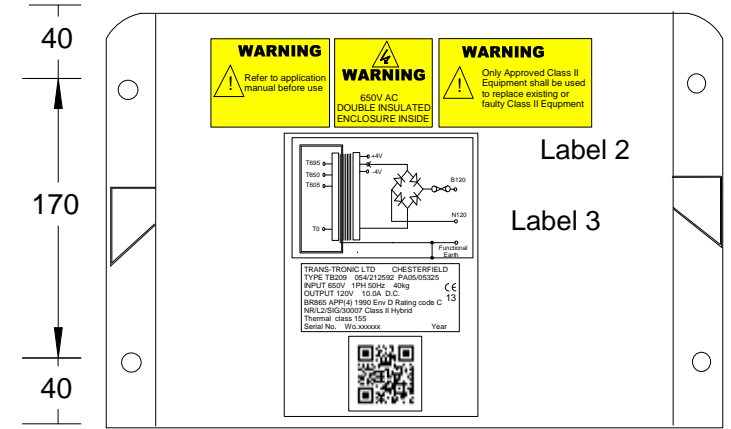 40
170
40
WARNING
!
Refer to application
manual before use
WARNING
650V AC
DOUBLE INSULATED
ENCLOSURE INSIDE
WARNING
!
Only Approved Class II
Equipment shall be used
to replace existing or
faulty Class II Equpment
Label 2
Label 3
+4V
-4V
T695
T650
T605
T0
B120
N120
Functional
Earth
TRANS-TRONIC LTD CHESTERFIELD
TYPE TB209 054/212592 PA05/05325
INPUT 650V 1PH 50Hz 40kg
OUTPUT 120V 10.0A D.C.
BR865 APP(4) 1990 Env D Rating code C
NR/L2/SIG/30007 Class II Hybrid
Thermal class 155
Serial No. Wo.xxxxxx Year
CE
13